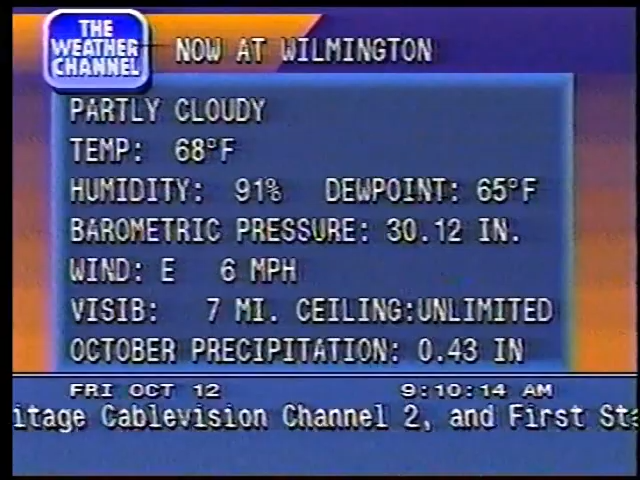 THE
WEATHER
CHANNEL
NOW AT WILMINGTON
PARTLY CLOUDY
TEMP: 68°F
HUMIDITY: 91% DEWPOINT: 65°F
BAROMETRIC PRESSURE: 30.12 IN.
WIND: E 6 MPH
VISIB: 7 MI. CEILING:UNLIMITED
OCTOBER PRECIPITATION: 0.43 IN
FRI OCT 12 9:10:14 AM
itage Cablevision Channel 2, and First Sta